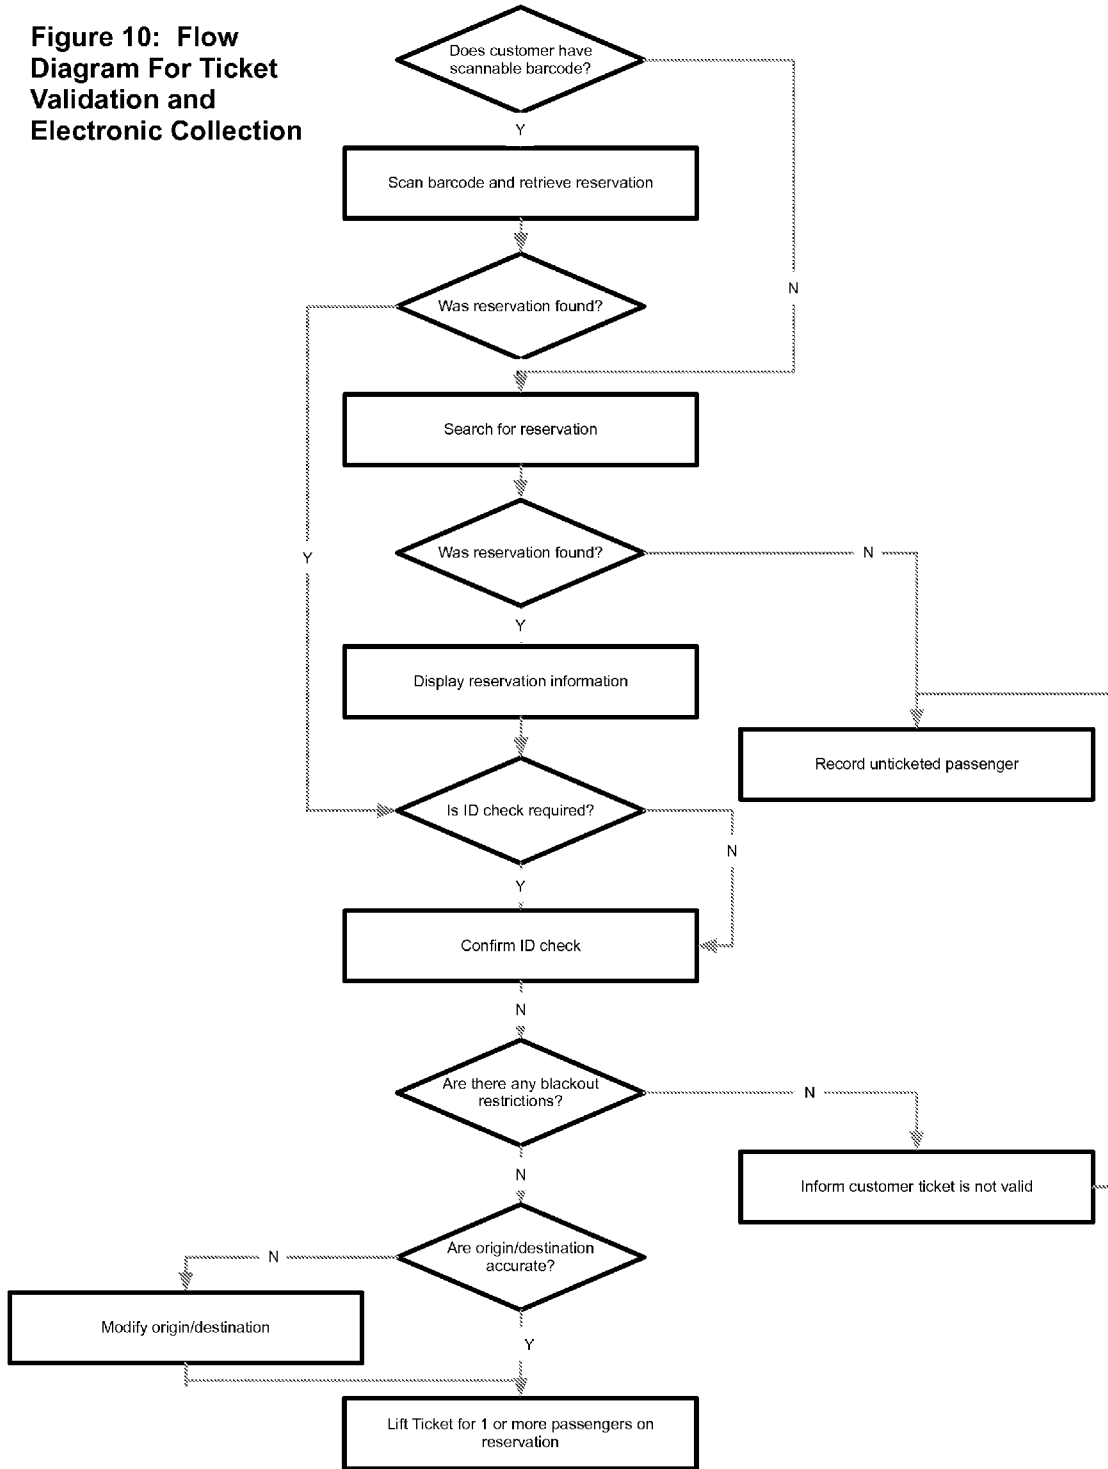 Figure 10: Flow
Diagram For Ticket
Validation and
Electronic Collection
Does customer have
scannable barcode?
Y
Scan barcode and retrieve reservation
N
Was reservation found?
Search for reservation
Was reservation found?
N
Y
Y
Display reservation information
Record unticketed passenger
Is ID check required?
N
Y
Confirm ID check
N
Are there any blackout
restrictions?
N
N
Inform customer ticket is not valid
Are origin/destination
accurate?
N
Modify origin/destination
Y
Lift Ticket for 1 or more passengers on
reservation